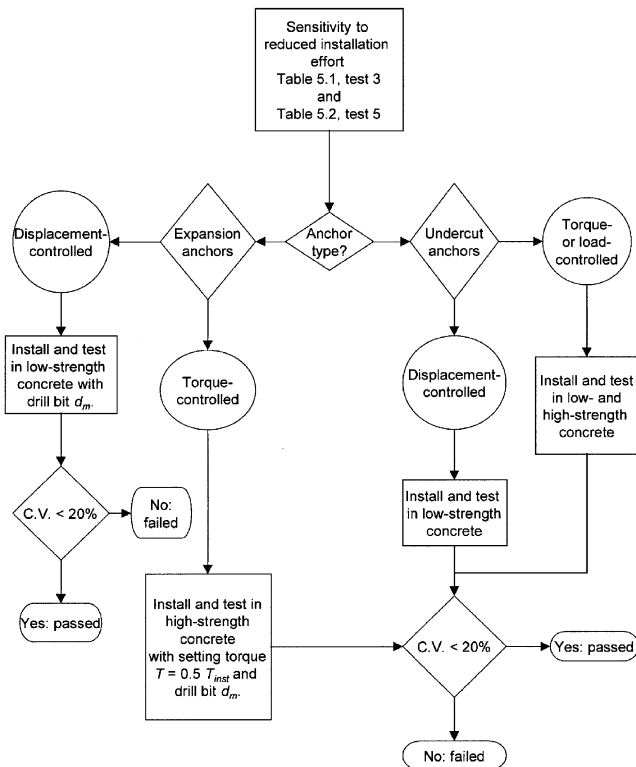 Sensitivity to
reduced installation
effort
Table 5.1, test 3
and
Table 5.2, test 5
Displacement-
controlled
Expansion
anchors
Anchor
type?
Undercut
anchors
Torque-
or load-
controlled
Install and test
in low-strength
concrete with
drill bit dm.
Torque-
controlled
Displacement-
controlled
Install and test
in low- and
high-strength
concrete
C.V. < 20%
No:
failed
Install and test
in low-strength
concrete
Yes: passed
Install and test in
high-strength
concrete
with setting torque
T = 0.5 Tinst and
drill bit dm.
C.V. < 20%
Yes: passed
No: failed